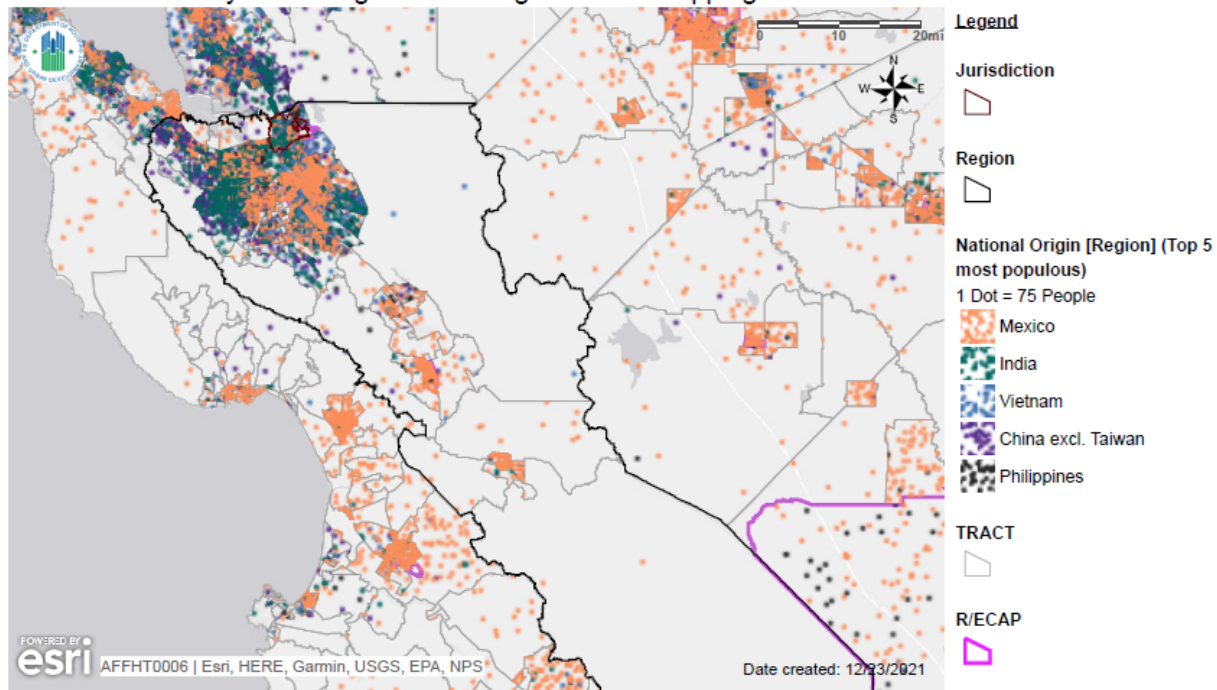 0 10 20mi
N
W E
S
Legend
Jurisdiction
Region
National Origin [Region] (Top 5
most populous)
1 Dot = 75 People
Mexico
India
Vietnam
China excl. Taiwan
Philippines
TRACT
R/ECAP
POWERED BY
esri
AFFHT0006 | Esri, HERE, Garmin, USGS, EPA, NPS
Date created: 12/23/2021